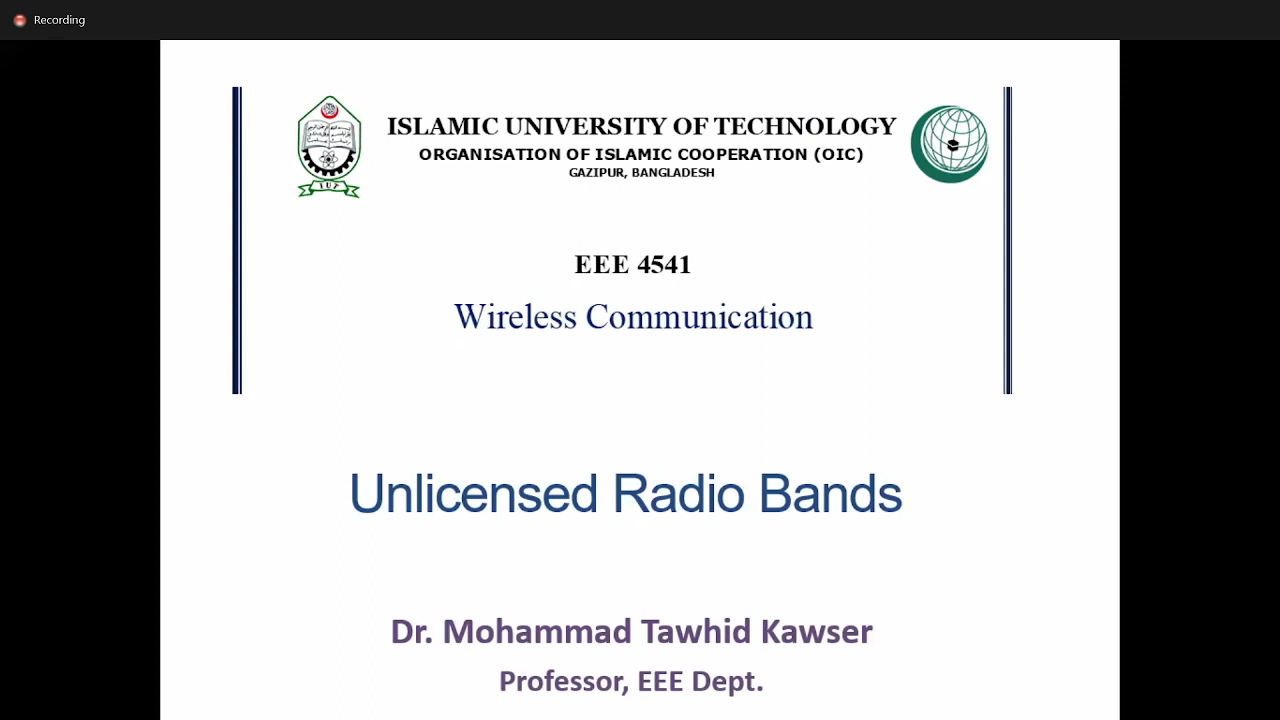 Recording
ISLAMIC UNIVERSITY OF TECHNOLOGY
ORGANISATION OF ISLAMIC COOPERATION (OIC)
GAZIPUR, BANGLADESH
IUT
EEE 4541
Wireless Communication
Unlicensed Radio Bands
Dr. Mohammad Tawhid Kawser
Professor, EEE Dept.